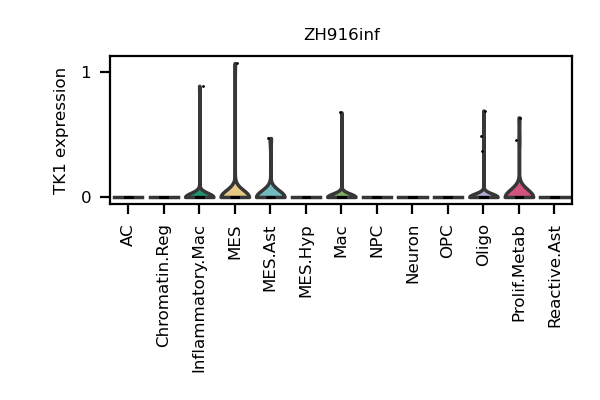 ZH916inf
TK1 expression
1
0
AC
Chromatin.Reg
Inflammatory.Mac
MES
MES.Ast
MES.Hyp
Mac
NPC
Neuron
OPC
Oligo
Prolif.Metab
Reactive.Ast